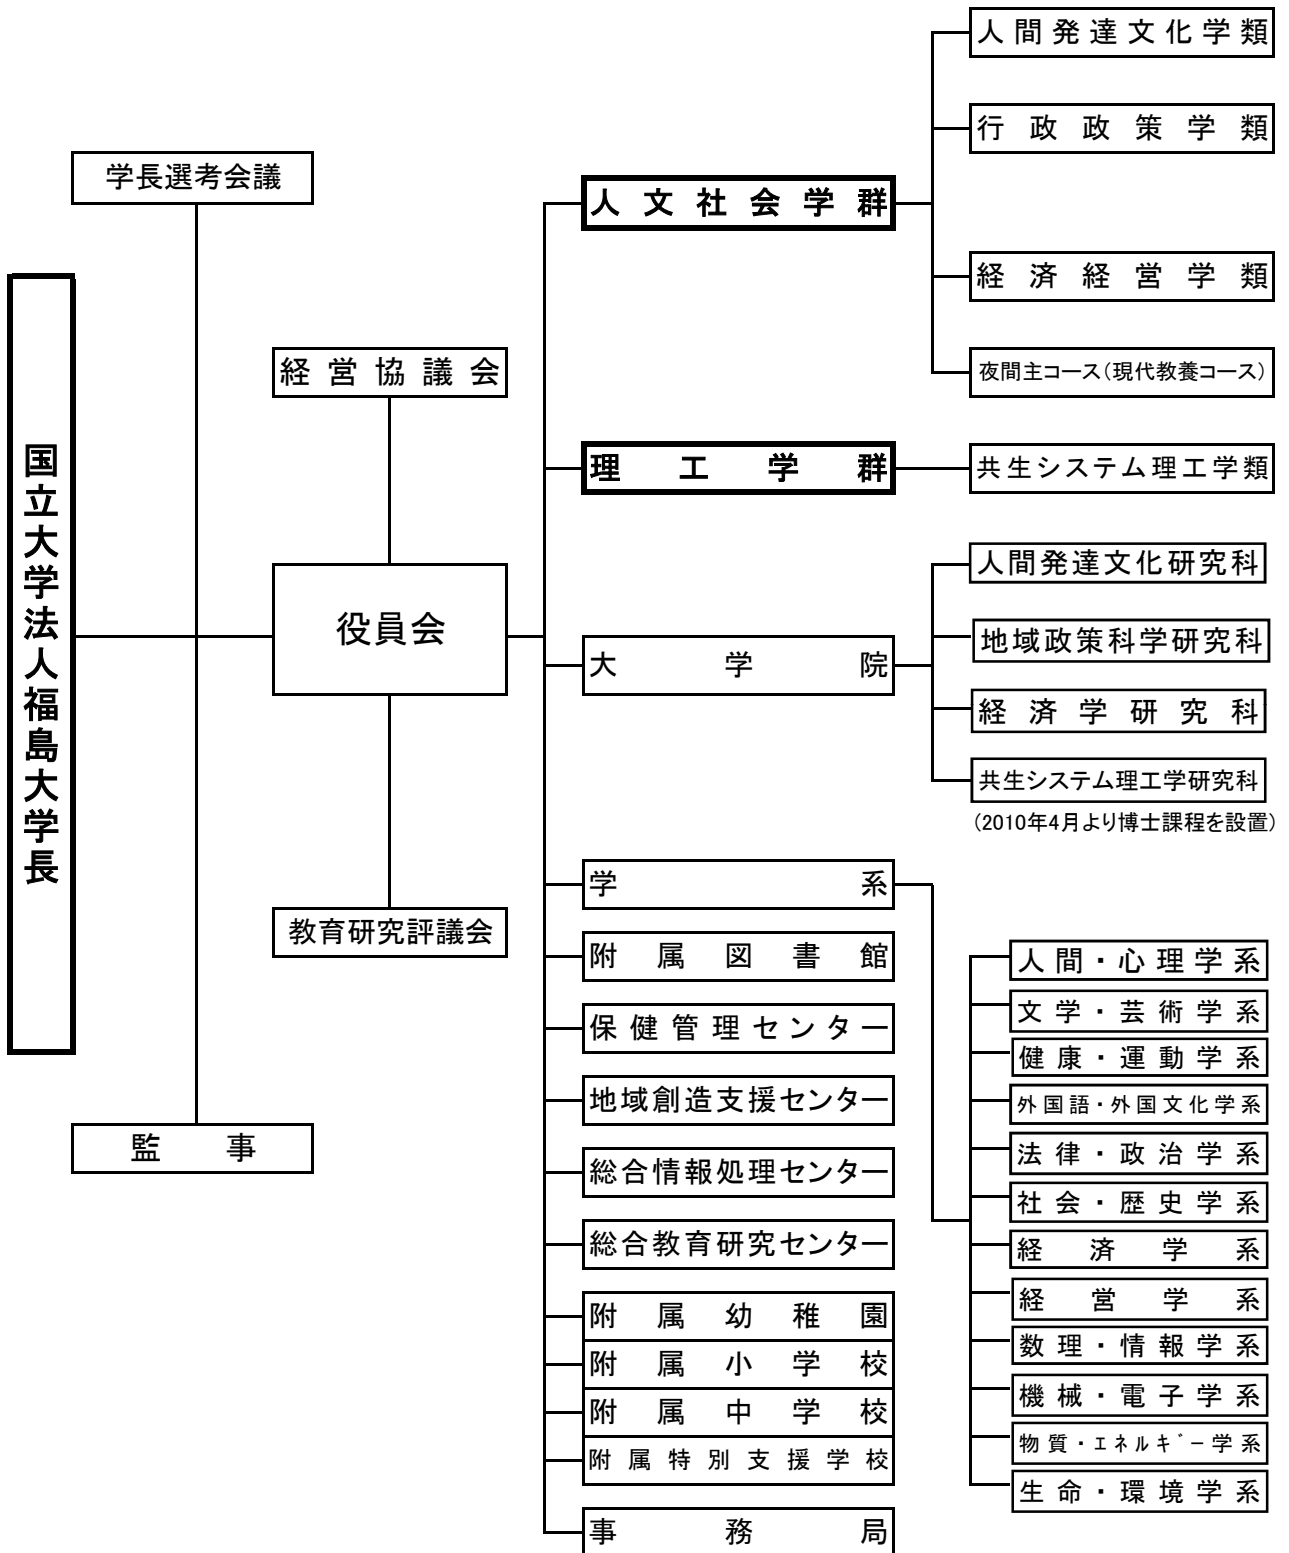 国立大学法人福島大学長
学長選考会議
監事
経営協議会
役員会
教育研究評議会
人文社会学群
人間発達文化学類
行政政策学類
経済経営学類
夜間主コース(現代教養コース)
理工学群
共生システム理工学類
大学院
人間発達文化研究科
地域政策科学研究科
経済学研究科
共生システム理工学研究科
(2010年4月より博士課程を設置)
学系
人間・心理学系
文学・芸術学系
健康・運動学系
外国語・外国文化学系
法律・政治学系
社会・歴史学系
経済学系
経営学系
数理・情報学系
機械・電子学系
物質・エネルギー学系
生命・環境学系
附属図書館
保健管理センター
地域創造支援センター
総合情報処理センター
総合教育研究センター
附属幼稚園
附属小学校
附属中学校
附属特別支援学校
事務局